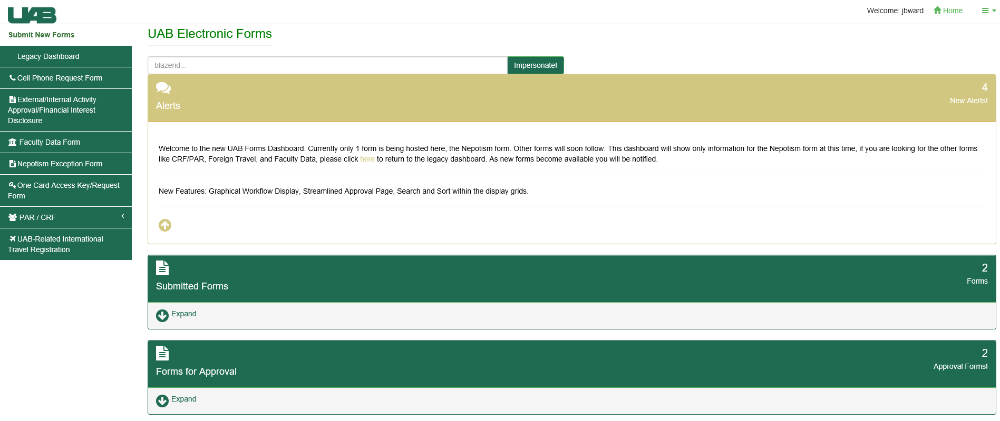 UAB
Welcome: jbward
Home
Submit New Forms
Legacy Dashboard
Cell Phone Request Form
External/Internal Activity
Approval/Financial Interest
Disclosure
Faculty Data Form
Nepotism Exception Form
One Card Access Key/Request
Form
PAR / CRF
UAB-Related International
Travel Registration
UAB Electronic Forms
blazerid...
Impersonate!
4
New Alerts!
Alerts
Welcome to the new UAB Forms Dashboard. Currently only 1 form is being hosted here, the Nepotism form. Other forms will soon follow. This dashboard will show only information for the Nepotism form at this time, if you are looking for the other forms
like CRF/PAR, Foreign Travel, and Faculty Data, please click here to return to the legacy dashboard. As new forms become available you will be notified.
New Features: Graphical Workflow Display, Streamlined Approval Page, Search and Sort within the display grids.
2
Forms
Submitted Forms
Expand
2
Approval Forms!
Forms for Approval
Expand